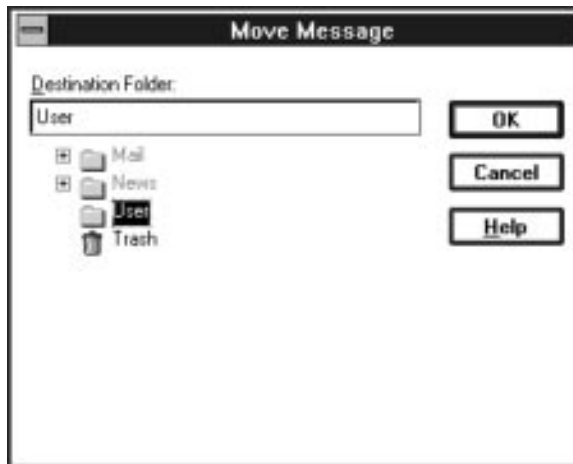 Move Message
Destination Folder:
User
OK
Mail
Cancel
News
User
Help
Trash